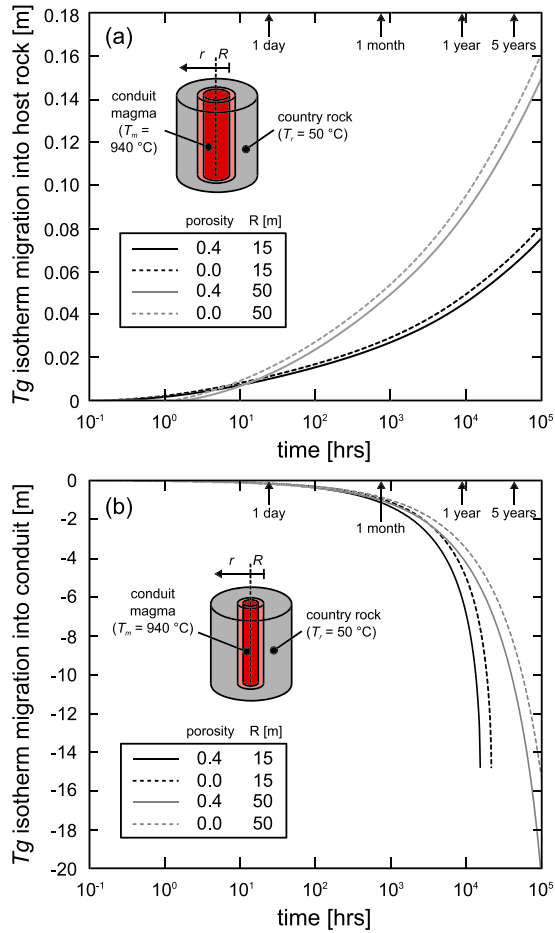 Tg isotherm migration into host rock [m]
0.18
0.16
0.14
0.12
0.10
0.08
0.06
0.04
0.02
0
(a)
1 day
1 month
1 year
5 years
r R
conduit
magma
(Tm =
940 °C)
country rock
(Tr = 50 °C)
porosity R [m]
0.4 15
0.0 15
0.4 50
0.0 50
10⁻¹ 10⁰ 10¹ 10² 10³ 10⁴ 10⁵
time [hrs]
Tg isotherm migration into conduit [m]
0
-2
-4
-6
-8
-10
-12
-14
-16
-18
-20
(b)
1 day
1 month
1 year
5 years
r R
conduit
magma
(Tm = 940 °C)
country rock
(Tr = 50 °C)
porosity R [m]
0.4 15
0.0 15
0.4 50
0.0 50
10⁻¹ 10⁰ 10¹ 10² 10³ 10⁴ 10⁵
time [hrs]